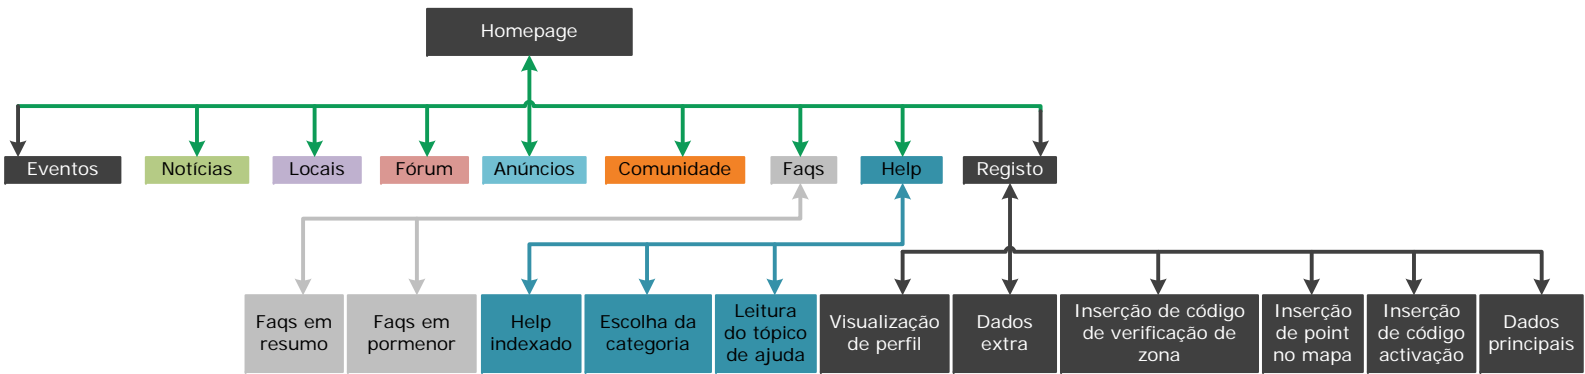 Homepage
Eventos
Notícias
Locais
Fórum
Anúncios
Comunidade
Faqs
Help
Registo
Faqs em
resumo
Faqs em
pormenor
Help
indexado
Escolha da
categoria
Leitura
do tópico
de ajuda
Visualização
de perfil
Dados
extra
Inserção de código
de verificação de
zona
Inserção
de point
no mapa
Inserção
de código
activação
Dados
principais